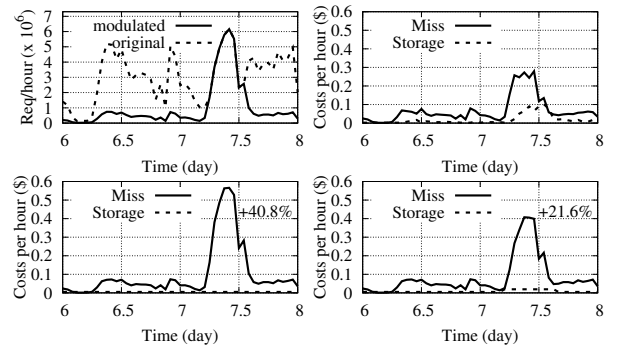 Req/hour (x 10^6)
7
6
5
4
3
2
1
0
modulated
original
6 6.5 7 7.5 8
Time (day)
Costs per hour ($)
0.6
0.5
0.4
0.3
0.2
0.1
0
Miss
Storage
6 6.5 7 7.5 8
Time (day)
Costs per hour ($)
0.6
0.5
0.4
0.3
0.2
0.1
0
Miss
Storage
+40.8%
6 6.5 7 7.5 8
Time (day)
Costs per hour ($)
0.6
0.5
0.4
0.3
0.2
0.1
0
Miss
Storage
+21.6%
6 6.5 7 7.5 8
Time (day)